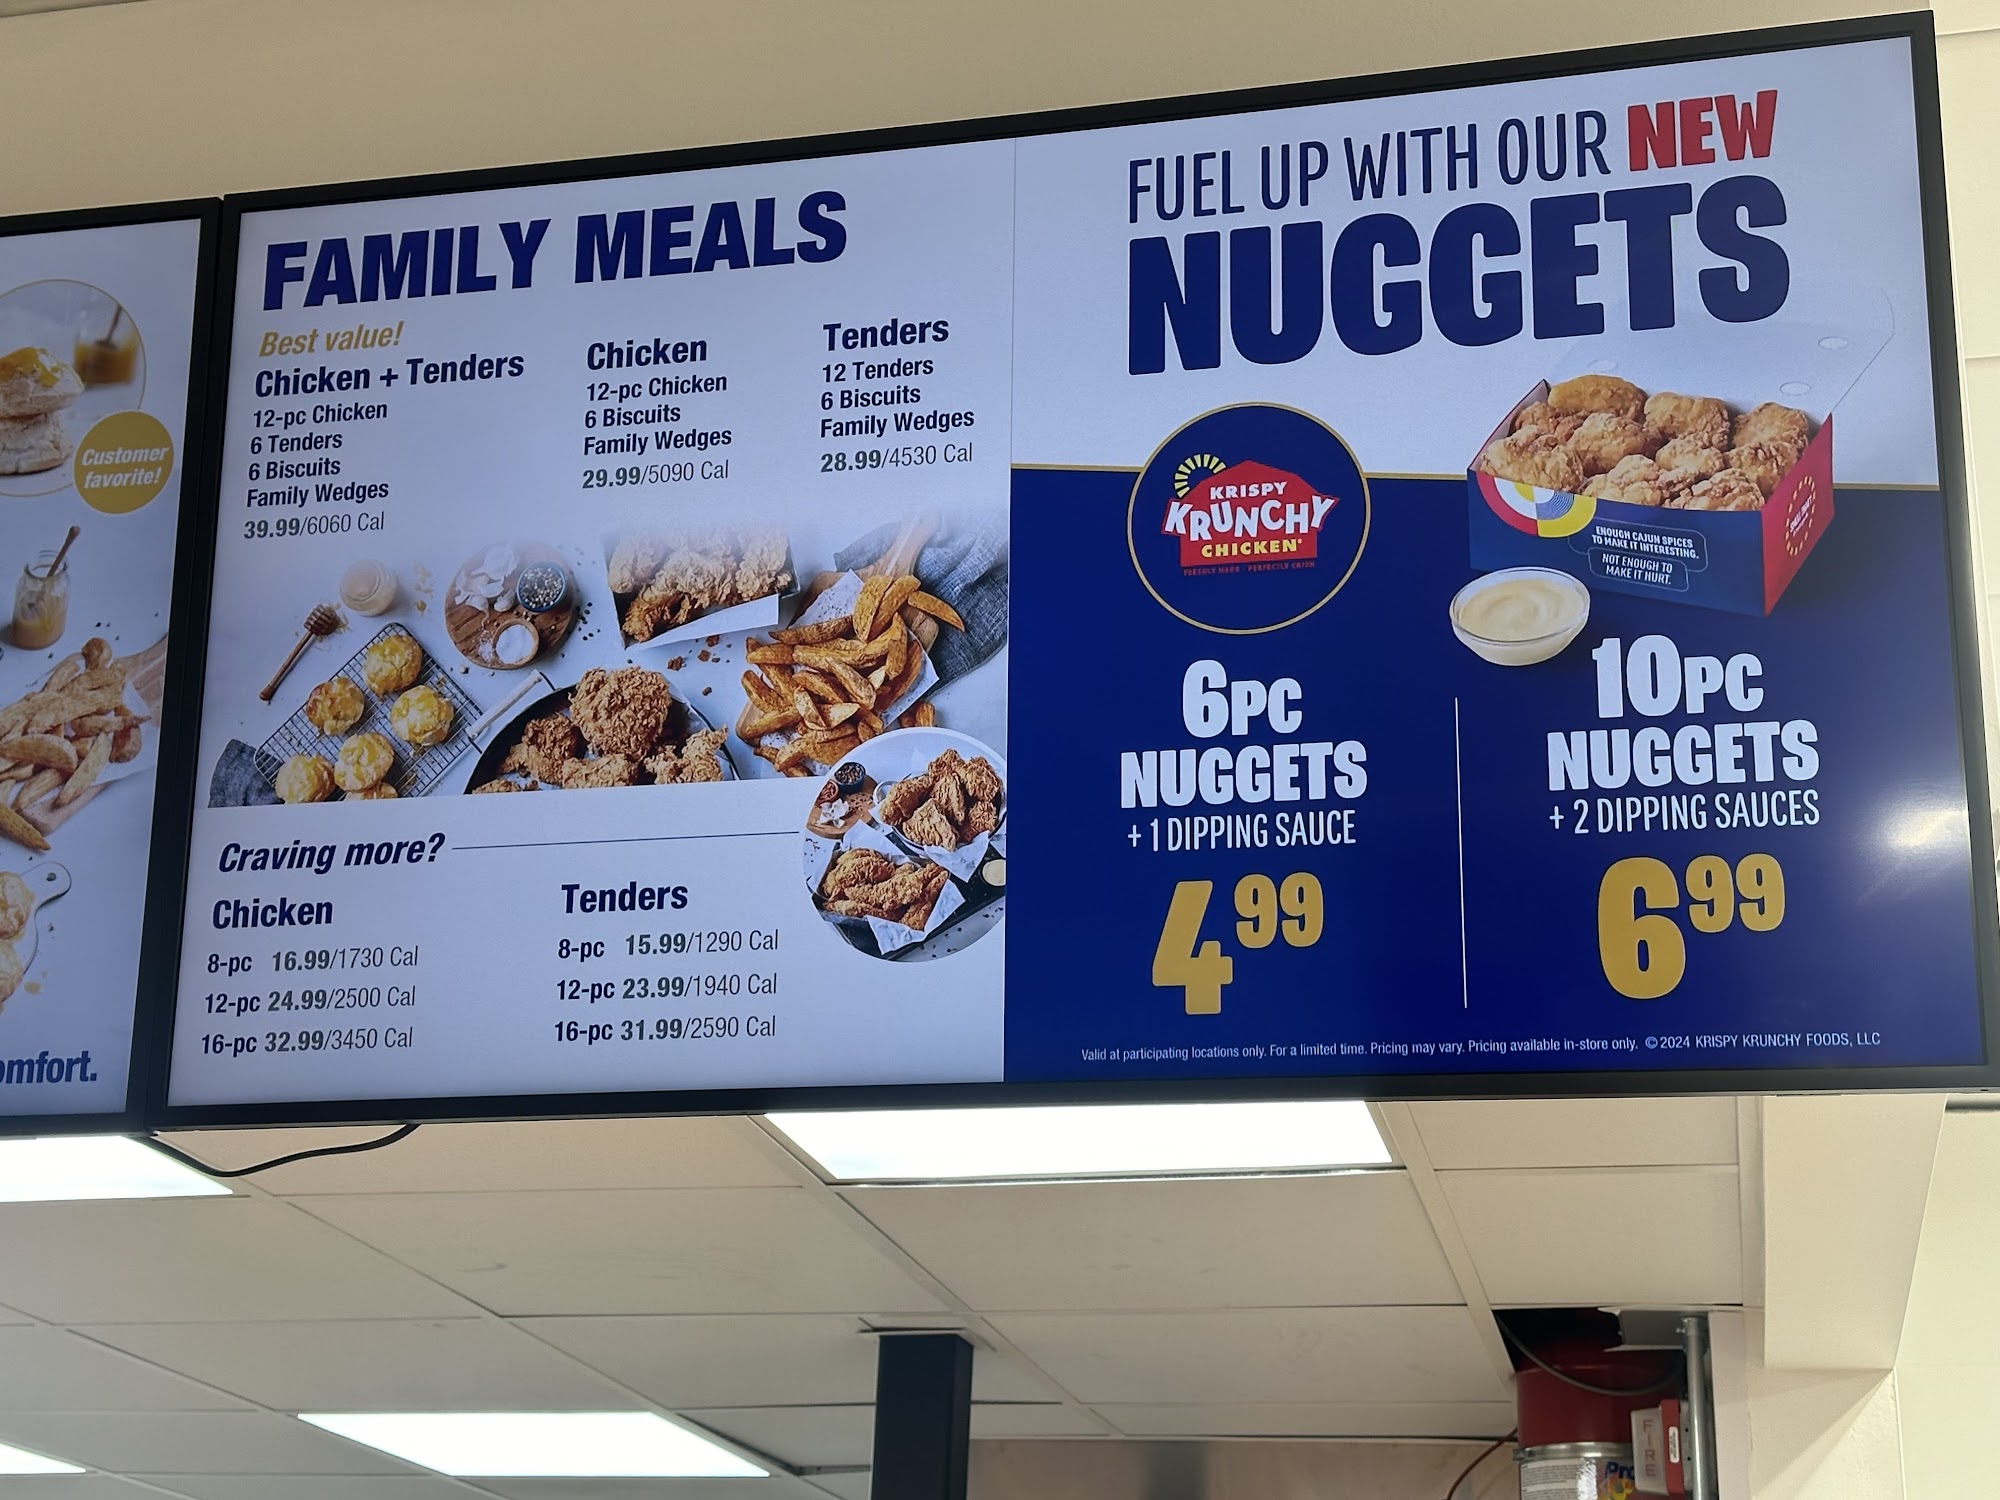 Customer
favorite!
omfort.
FAMILY MEALS
Best value!
Chicken + Tenders
12-pc Chicken
6 Tenders
6 Biscuits
Family Wedges
39.99/6060 Cal
Chicken
12-pc Chicken
6 Biscuits
Family Wedges
29.99/5090 Cal
Tenders
12 Tenders
6 Biscuits
Family Wedges
28.99/4530 Cal
Craving more?
Chicken
8-pc 16.99/1730 Cal
12-pc 24.99/2500 Cal
16-pc 32.99/3450 Cal
Tenders
8-pc 15.99/1290 Cal
12-pc 23.99/1940 Cal
16-pc 31.99/2590 Cal
FUEL UP WITH OUR NEW
NUGGETS
KRISPY
KRUNCHY
CHICKEN®
FRESHLY MADE · PERFECTLY CAJUN
ENOUGH CAJUN SPICES
TO MAKE IT INTERESTING.
NOT ENOUGH TO
MAKE IT HURT.
6PC
NUGGETS
+ 1 DIPPING SAUCE
4 99
10PC
NUGGETS
+ 2 DIPPING SAUCES
6 99
Valid at participating locations only. For a limited time. Pricing may vary. Pricing available in-store only. ©2024 KRISPY KRUNCHY FOODS, LLC
FIRE
Pro